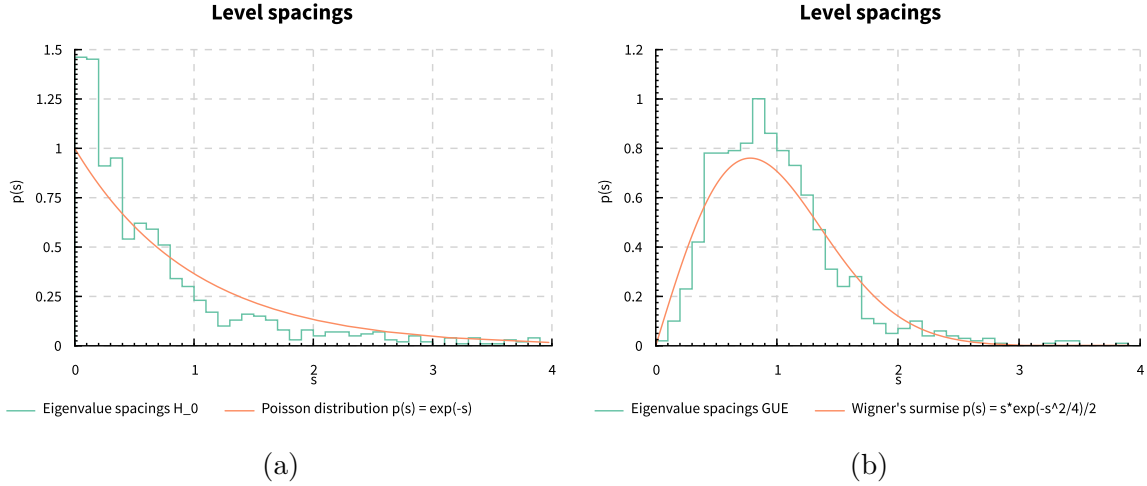 Level spacings
1.5
1.25
1
0.75
0.5
0.25
0
p(s)
0 1 2 3 4
s
Eigenvalue spacings H_0 Poisson distribution p(s) = exp(-s)
(a)
Level spacings
1.2
1
0.8
0.6
0.4
0.2
0
p(s)
0 1 2 3 4
s
Eigenvalue spacings GUE Wigner's surmise p(s) = s*exp(-s^2/4)/2
(b)